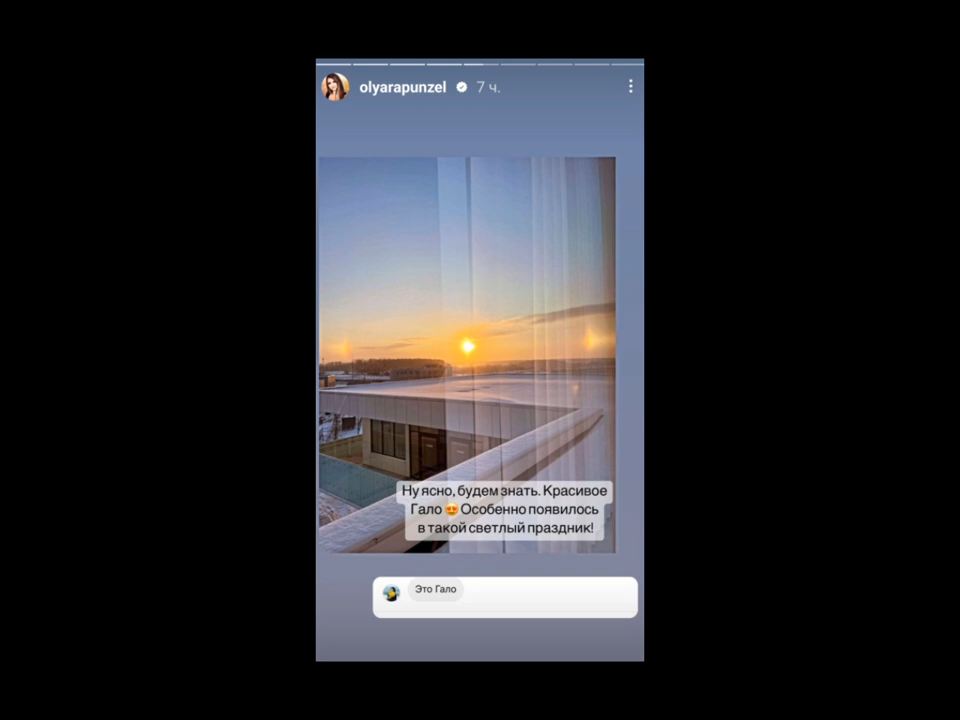 olyarapunzel 7 ч.
Ну ясно, будем знать. Красивое
Гало 😍 Особенно появилось
в такой светлый праздник!
Это Гало